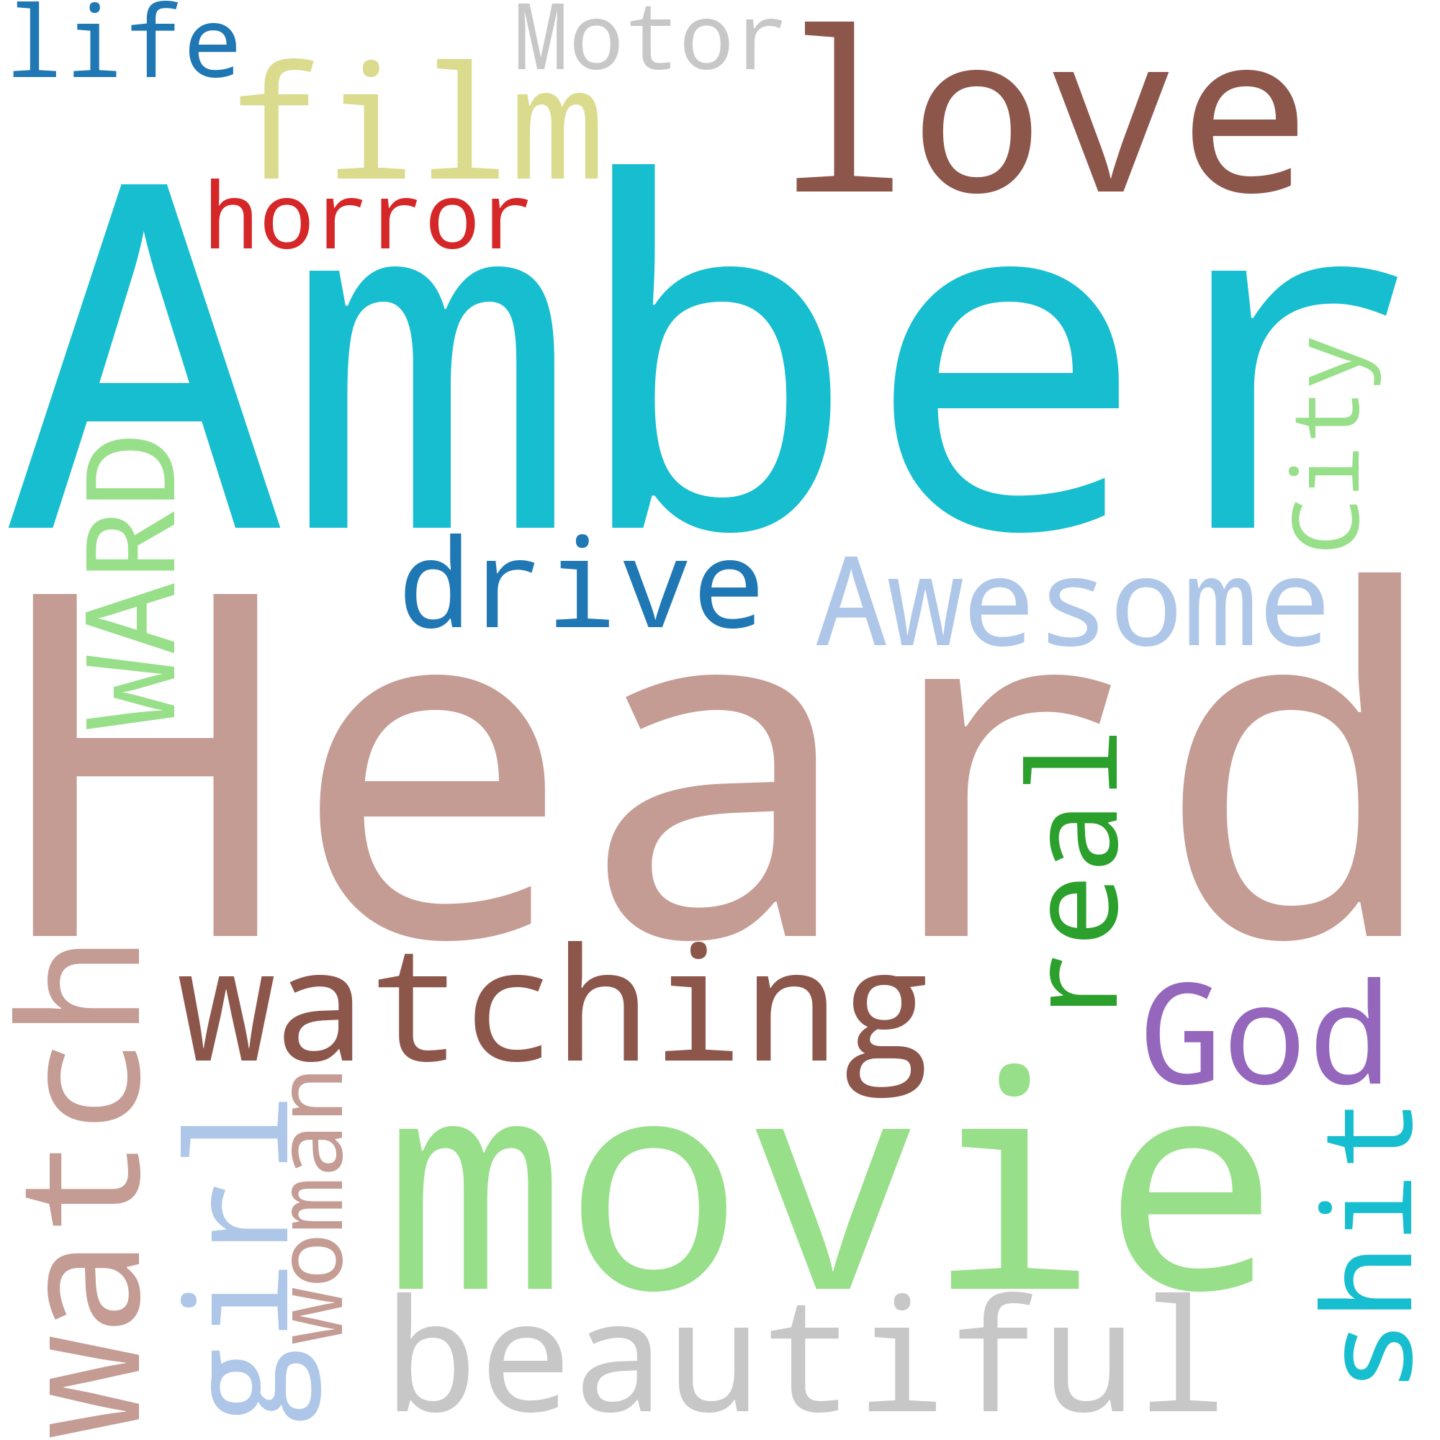 life
Motor
film
love
horror
Amber
City
WARD
drive
Awesome
Heard
real
watch
watching
God
girl
woman
movie
shit
beautiful